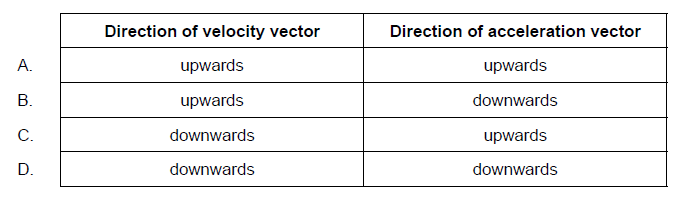 Direction of velocity vector Direction of acceleration vector
A. upwards upwards
B. upwards downwards
C. downwards upwards
D. downwards downwards